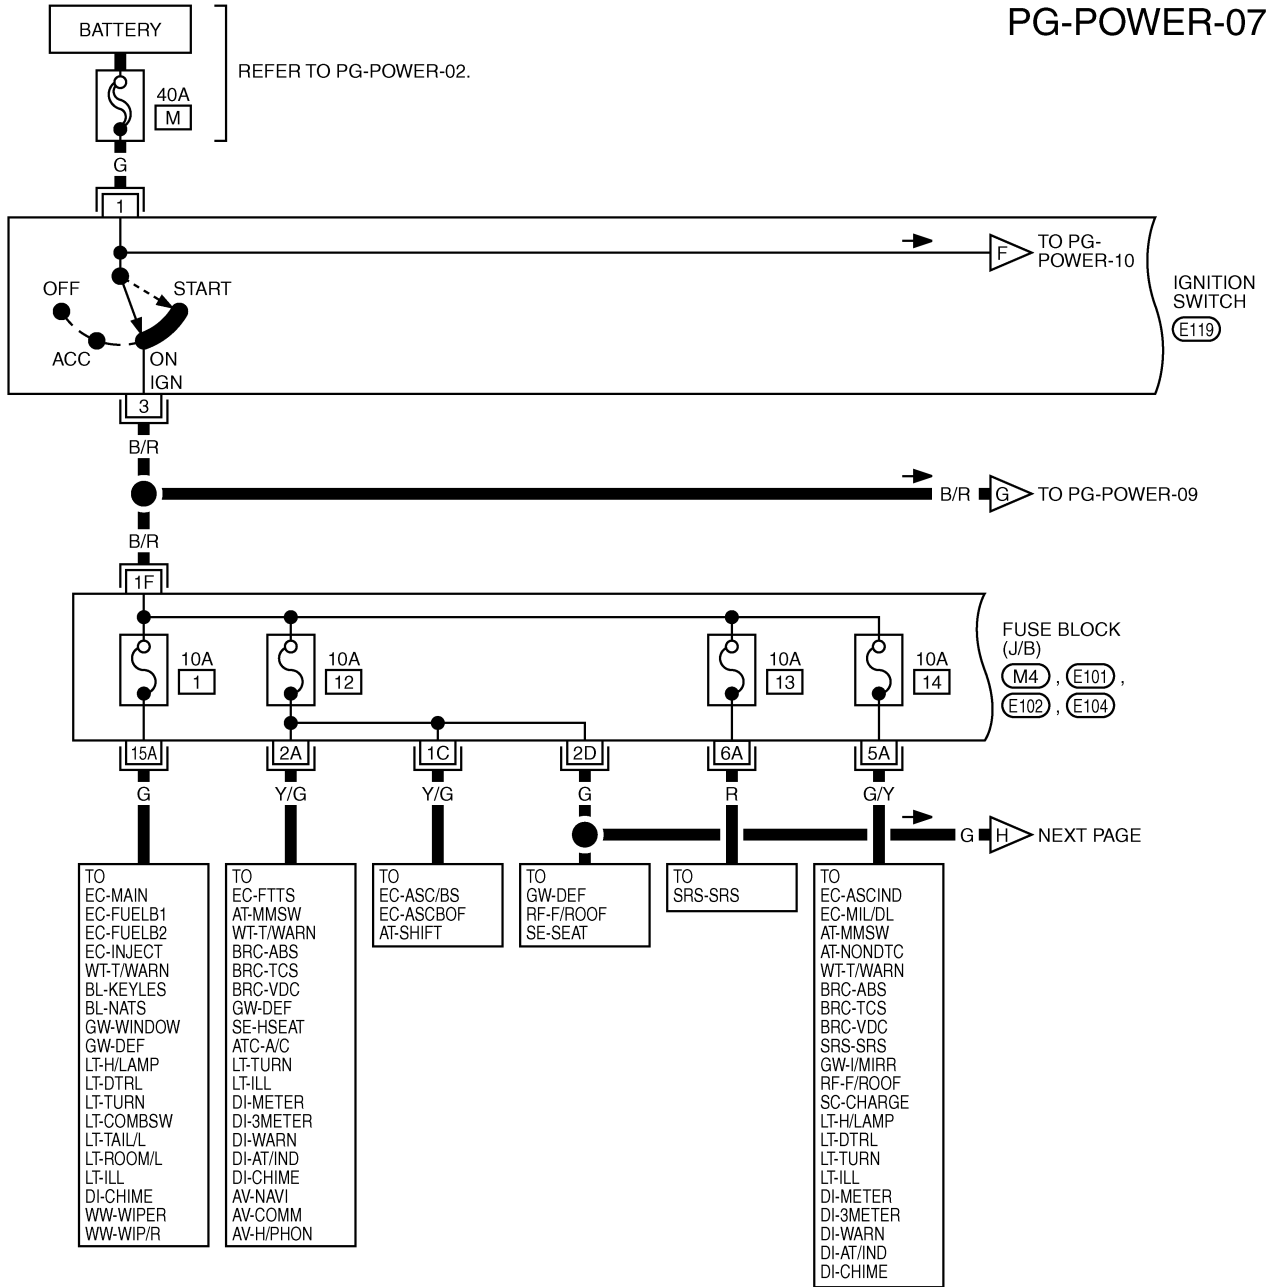 PG-POWER-07
BATTERY
REFER TO PG-POWER-02.
40A
M
G
1
F
TO PG-
POWER-10
OFF
START
ACC
ON
IGN
IGNITION
SWITCH
E119
3
B/R
B/R
G
TO PG-POWER-09
B/R
1F
10A
1
10A
12
10A
13
10A
14
FUSE BLOCK
(J/B)
M4 , E101 ,
E102 , E104
15A
2A
1C
2D
6A
5A
G
Y/G
Y/G
G
R
G/Y
G
H
NEXT PAGE
TO
EC-MAIN
EC-FUELB1
EC-FUELB2
EC-INJECT
WT-T/WARN
BL-KEYLES
BL-NATS
GW-WINDOW
GW-DEF
LT-H/LAMP
LT-DTRL
LT-TURN
LT-COMBSW
LT-TAIL/L
LT-ROOM/L
LT-ILL
DI-CHIME
WW-WIPER
WW-WIP/R
TO
EC-FTTS
AT-MMSW
WT-T/WARN
BRC-ABS
BRC-TCS
BRC-VDC
GW-DEF
SE-HSEAT
ATC-A/C
LT-TURN
LT-ILL
DI-METER
DI-3METER
DI-WARN
DI-AT/IND
DI-CHIME
AV-NAVI
AV-COMM
AV-H/PHON
TO
EC-ASC/BS
EC-ASCBOF
AT-SHIFT
TO
GW-DEF
RF-F/ROOF
SE-SEAT
TO
SRS-SRS
TO
EC-ASCIND
EC-MIL/DL
AT-MMSW
AT-NONDTC
WT-T/WARN
BRC-ABS
BRC-TCS
BRC-VDC
SRS-SRS
GW-I/MIRR
RF-F/ROOF
SC-CHARGE
LT-H/LAMP
LT-DTRL
LT-TURN
LT-ILL
DI-METER
DI-3METER
DI-WARN
DI-AT/IND
DI-CHIME